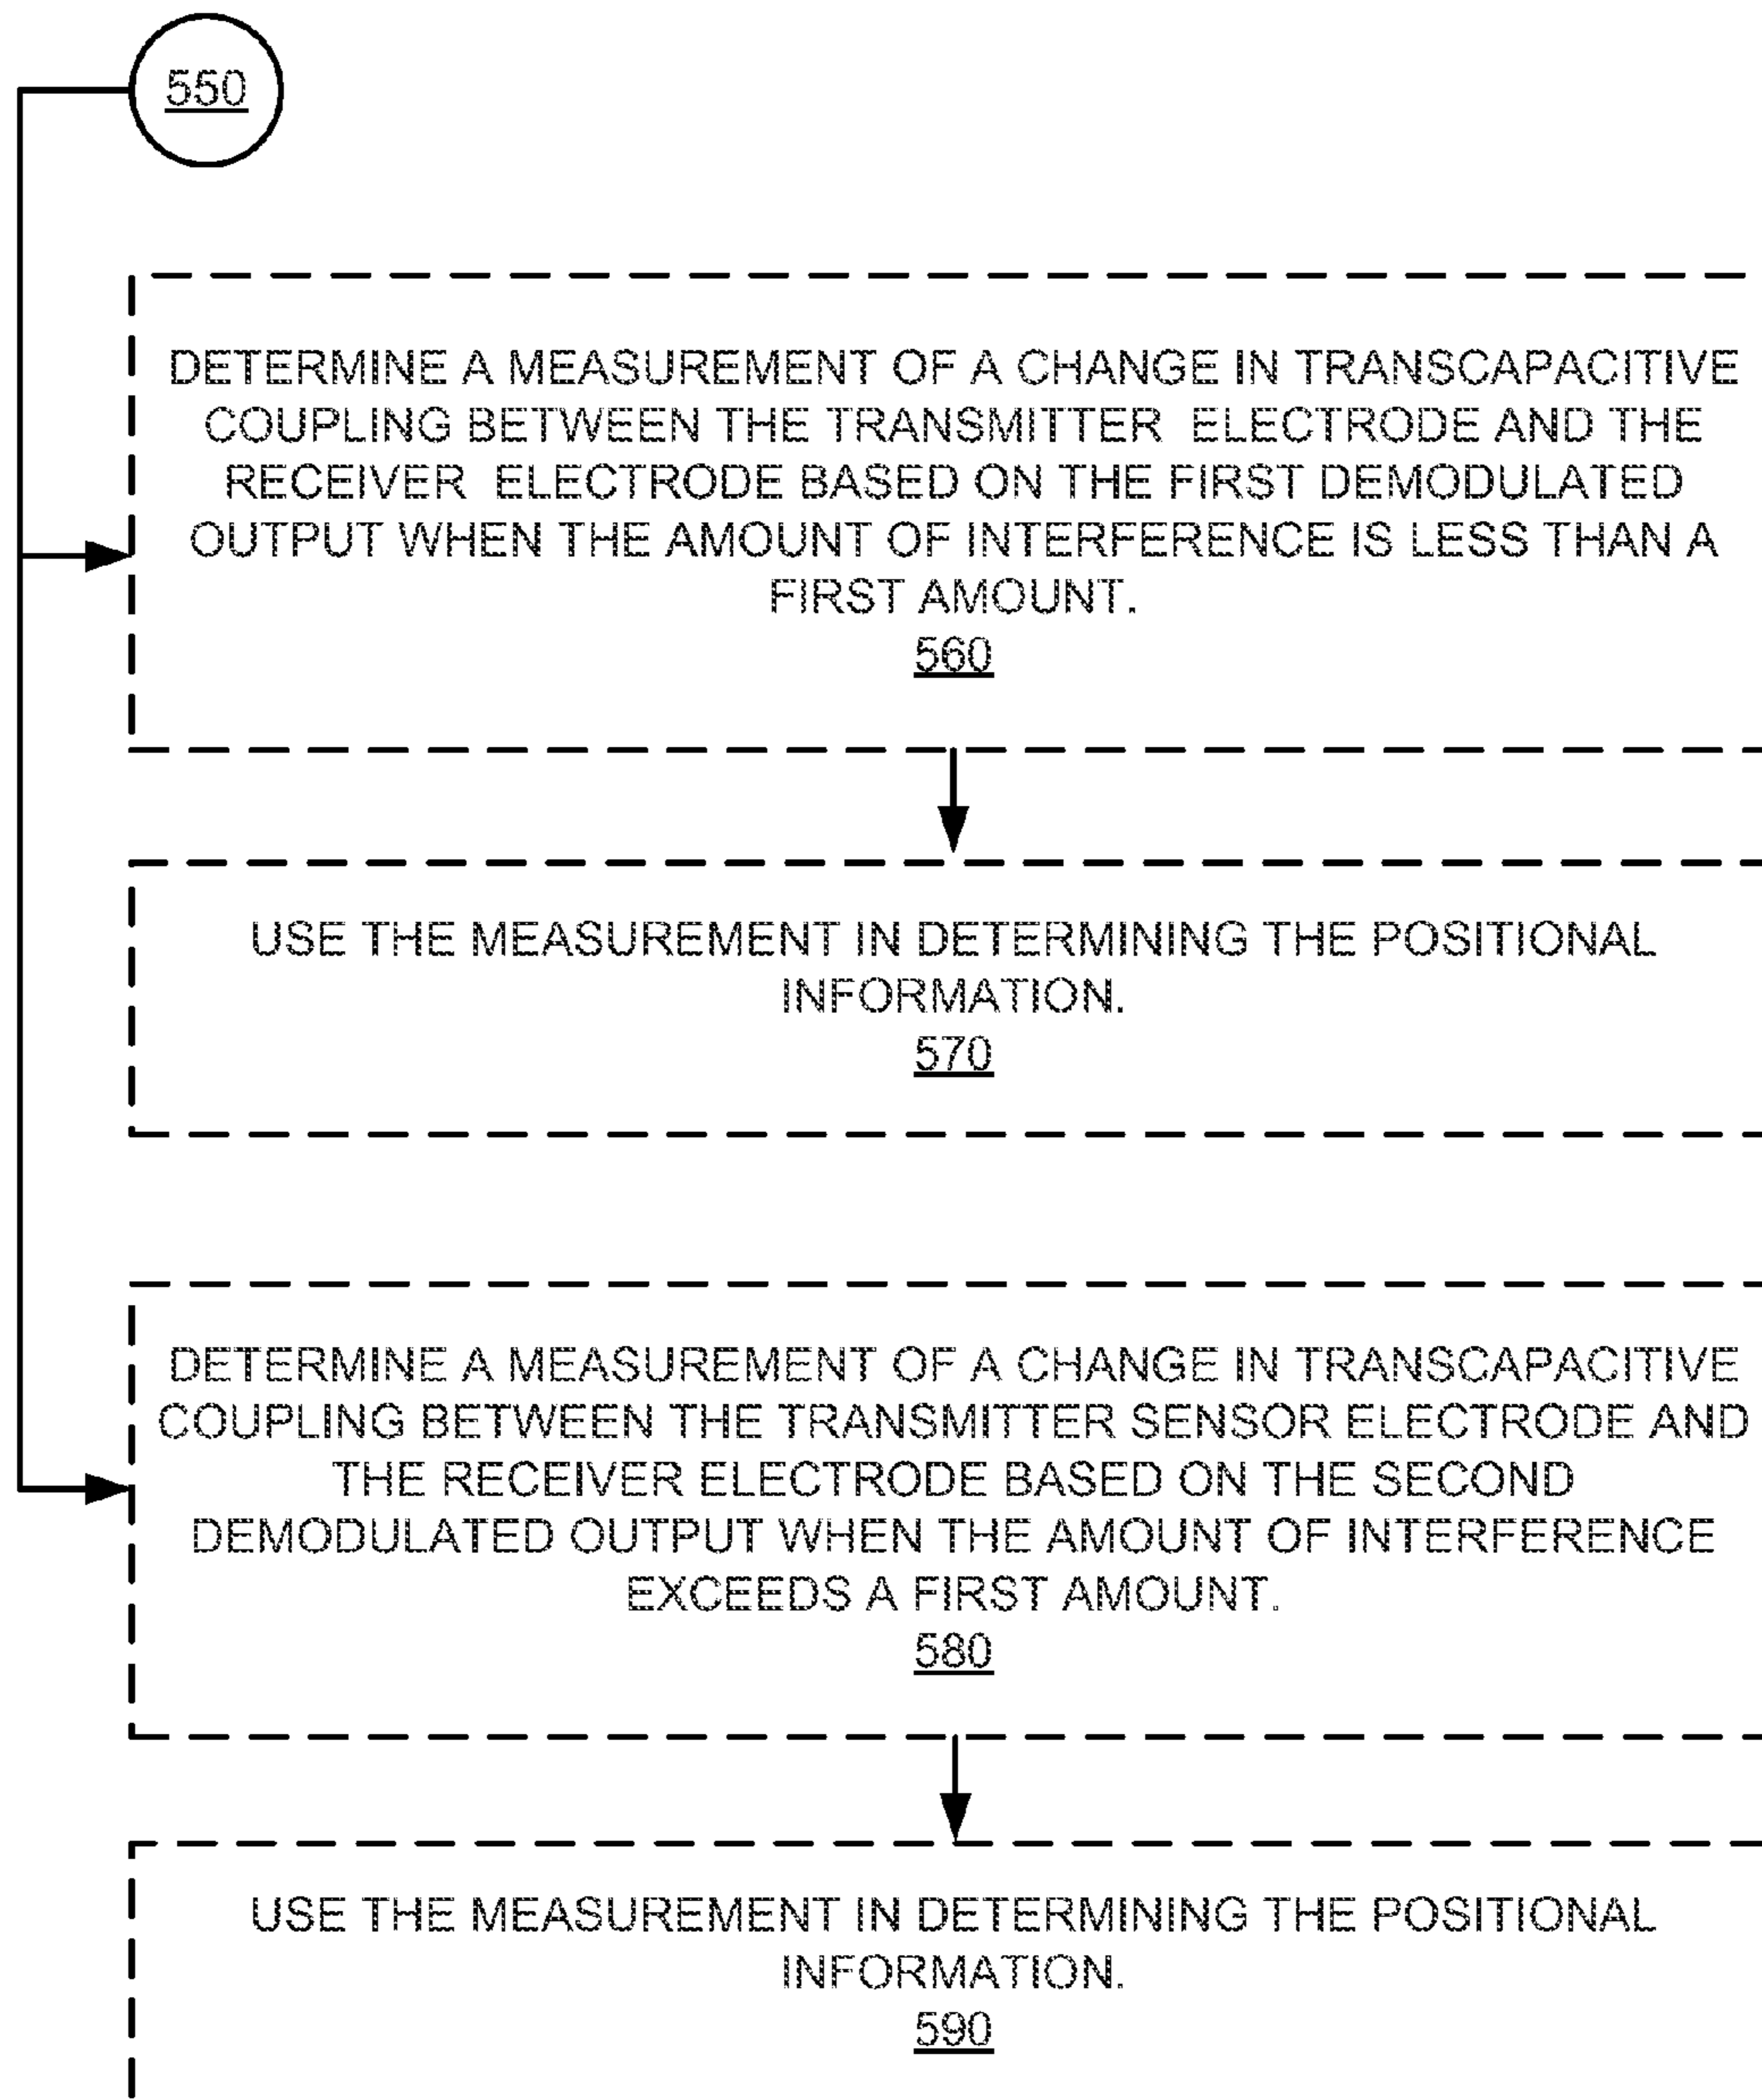 550
DETERMINE A MEASUREMENT OF A CHANGE IN TRANSCAPACITIVE
COUPLING BETWEEN THE TRANSMITTER ELECTRODE AND THE
RECEIVER ELECTRODE BASED ON THE FIRST DEMODULATED
OUTPUT WHEN THE AMOUNT OF INTERFERENCE IS LESS THAN A
FIRST AMOUNT.
560
USE THE MEASUREMENT IN DETERMINING THE POSITIONAL
INFORMATION.
570
DETERMINE A MEASUREMENT OF A CHANGE IN TRANSCAPACITIVE
COUPLING BETWEEN THE TRANSMITTER SENSOR ELECTRODE AND
THE RECEIVER ELECTRODE BASED ON THE SECOND
DEMODULATED OUTPUT WHEN THE AMOUNT OF INTERFERENCE
EXCEEDS A FIRST AMOUNT.
580
USE THE MEASUREMENT IN DETERMINING THE POSITIONAL
INFORMATION.
590